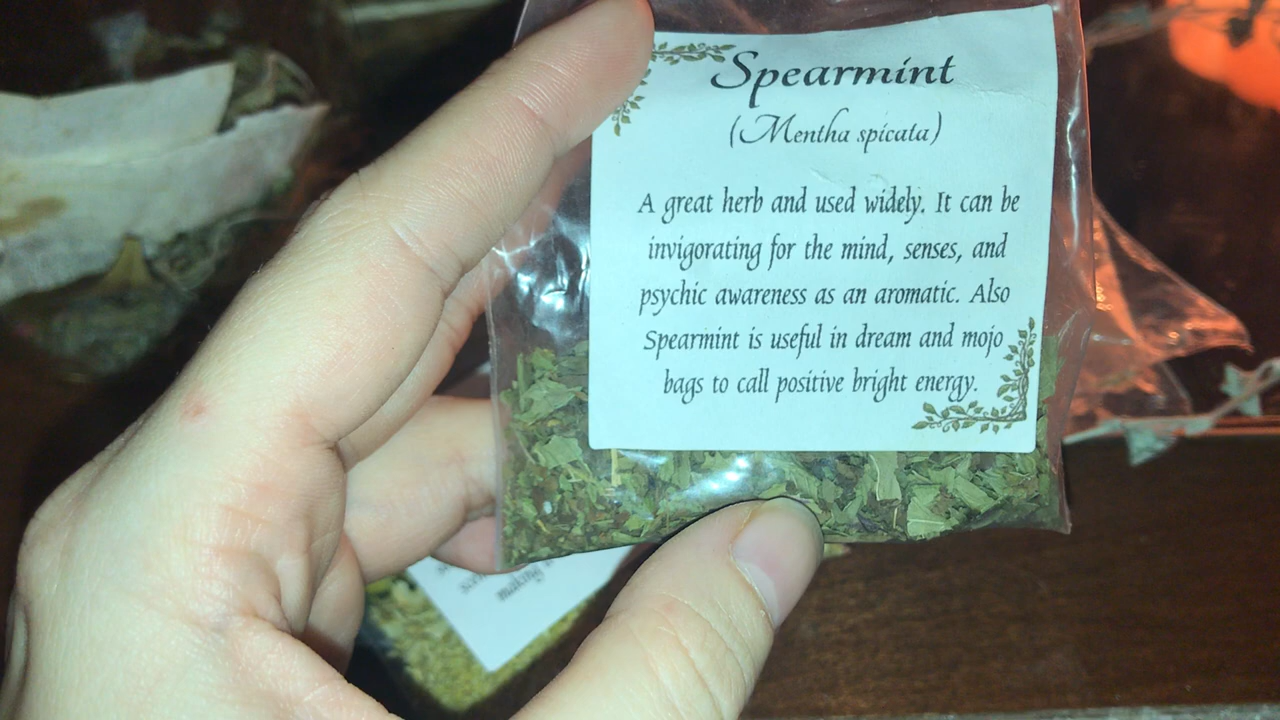 Spearmint
(Mentha spicata)
A great herb and used widely. It can be
invigorating for the mind, senses, and
psychic awareness as an aromatic. Also
Spearmint is useful in dream and mojo
bags to call positive bright energy.
making